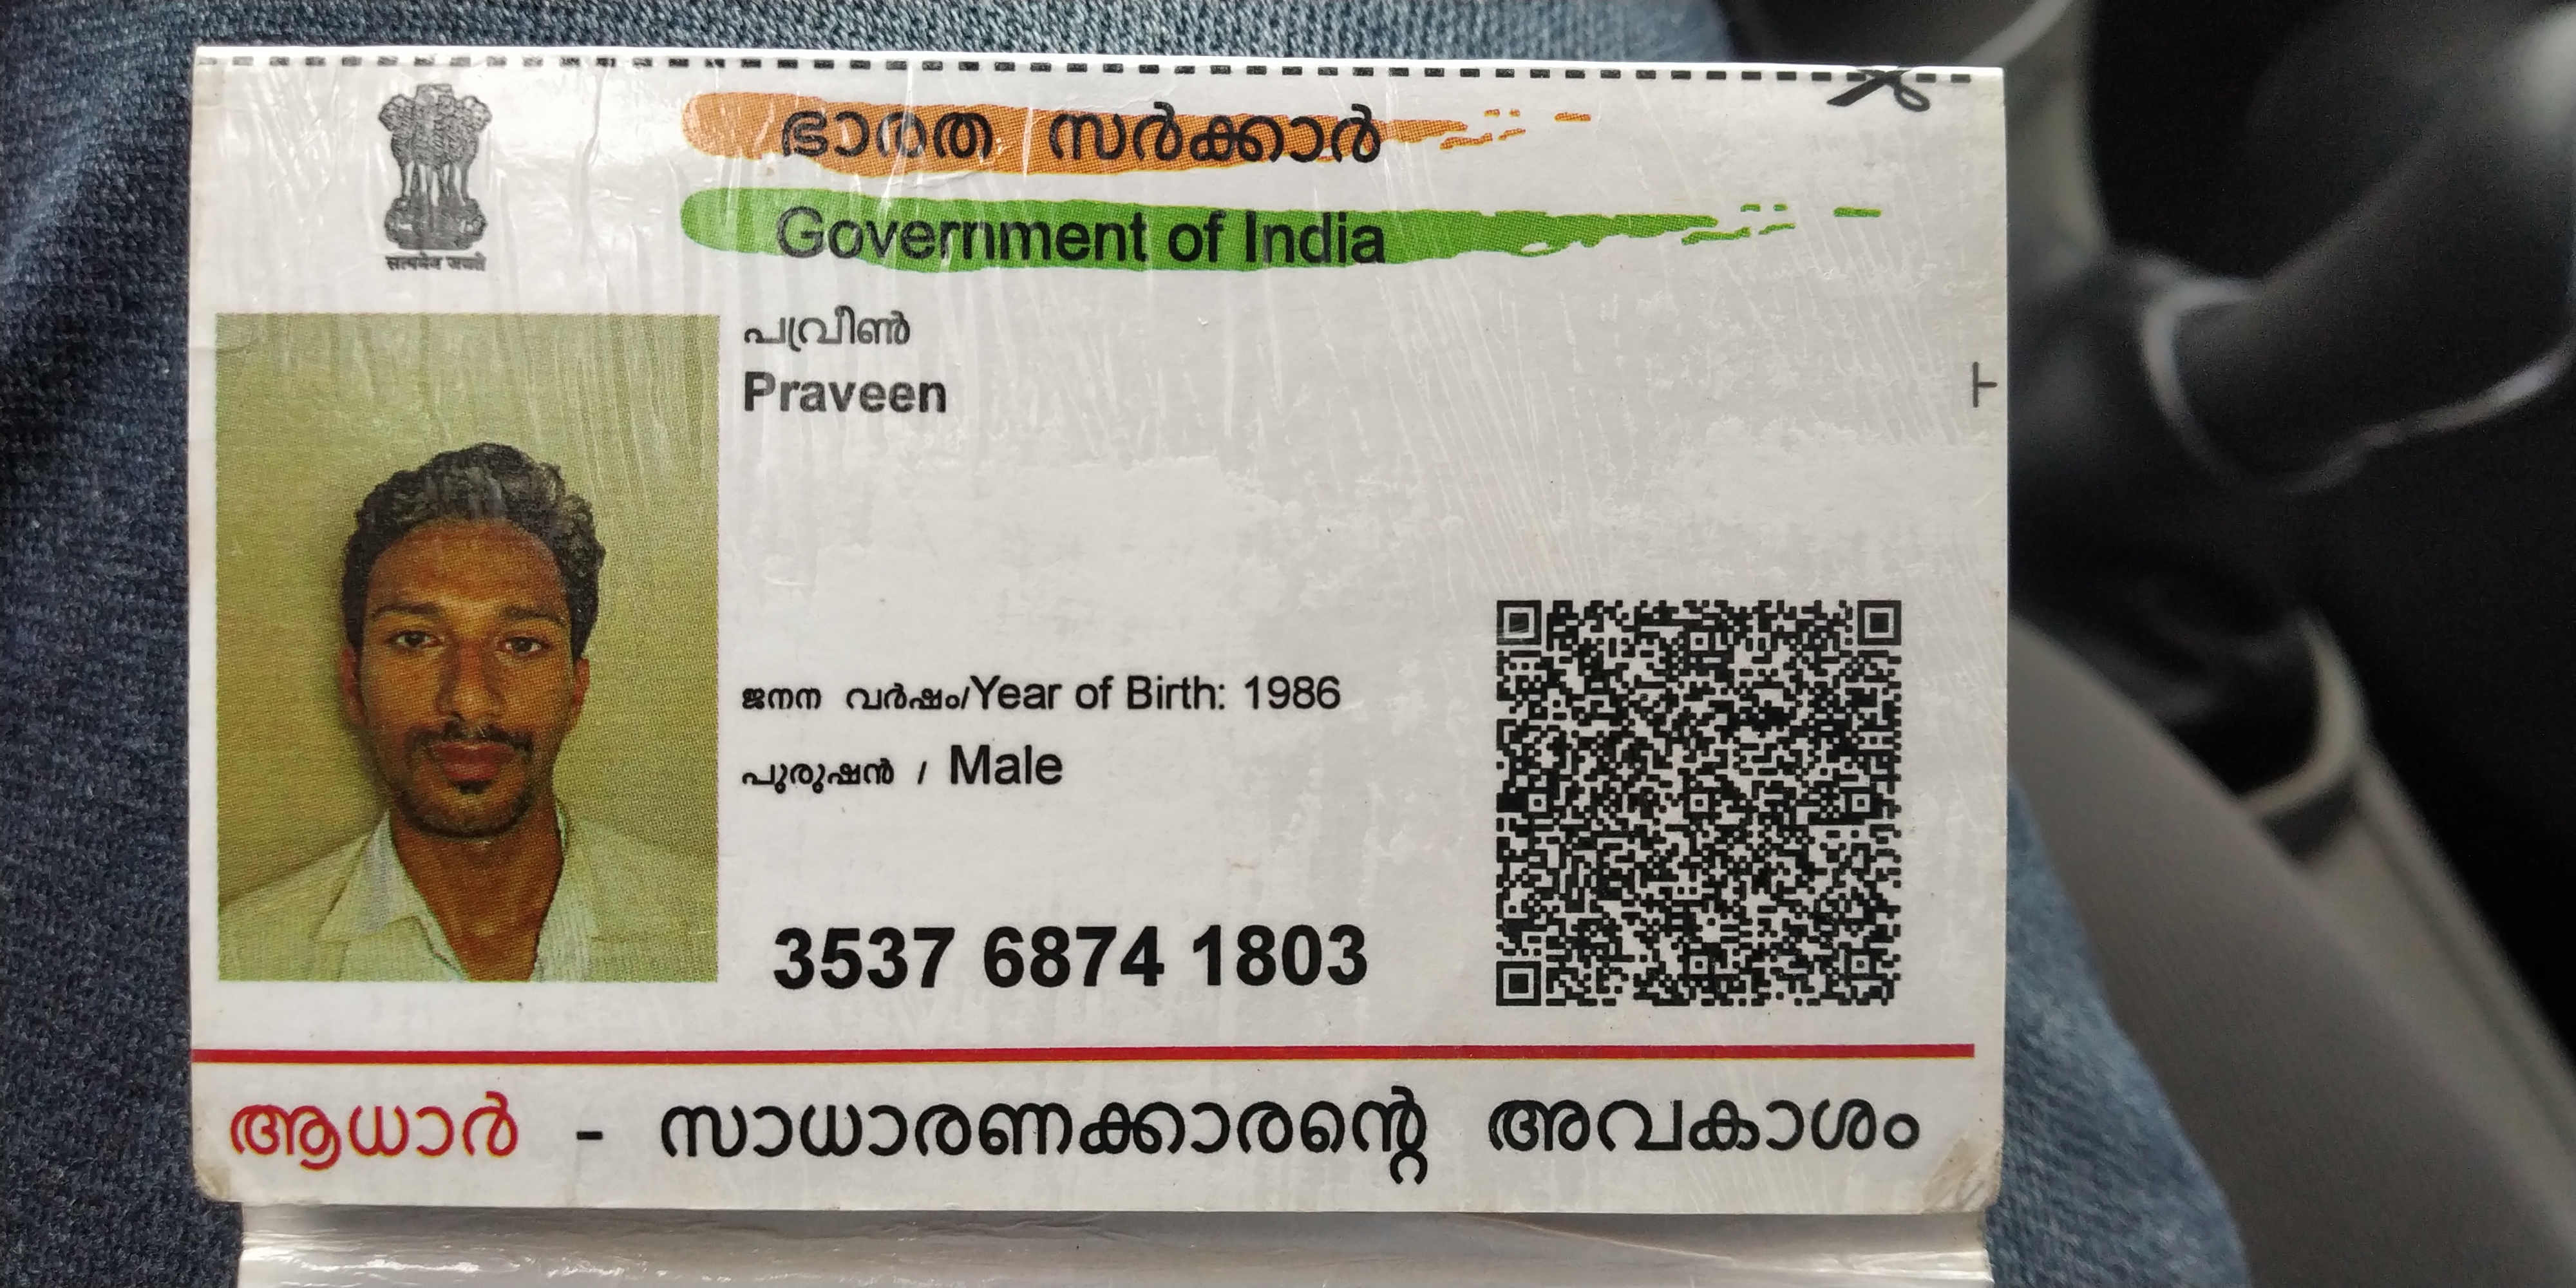 ഭാരത സർക്കാർ
Government of India
सत्यमेव जयते
പ്രവീൺ
Praveen
ജനന വർഷം/Year of Birth: 1986
പുരുഷൻ / Male
3537 6874 1803
ആധാർ - സാധാരണക്കാരന്റെ അവകാശം